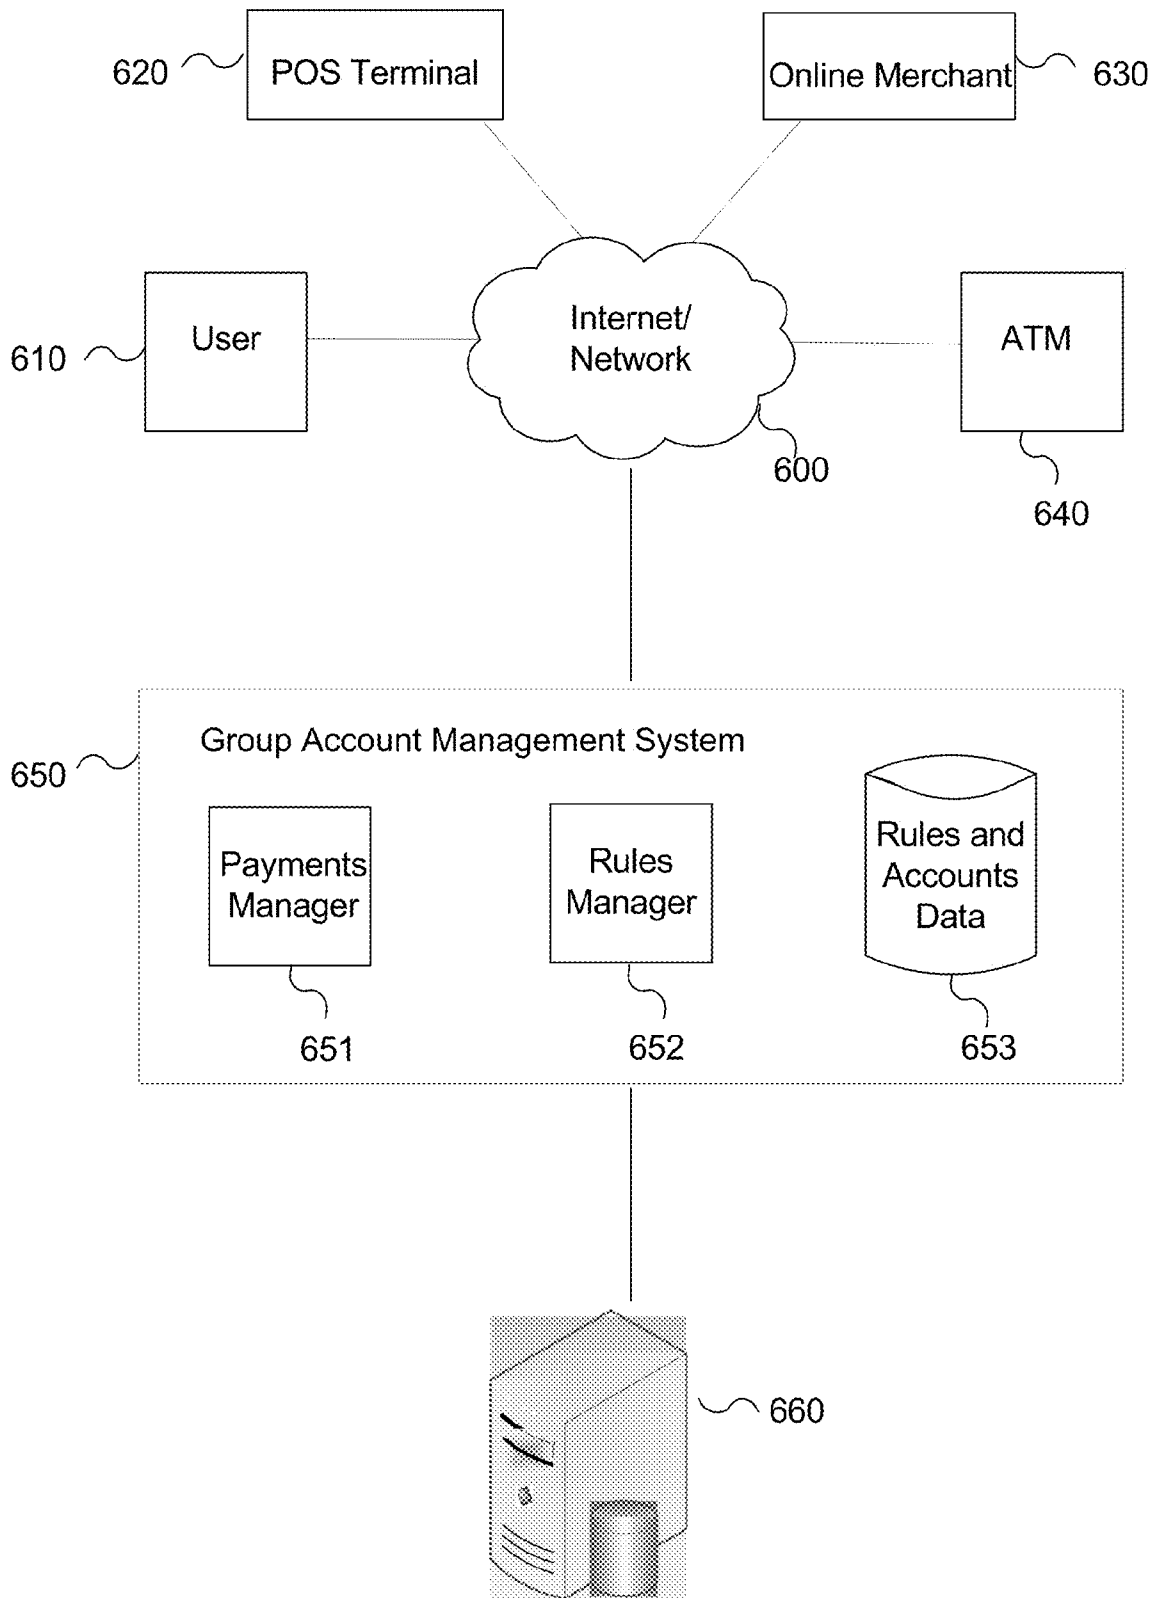 620
POS Terminal
Online Merchant
630
610
User
Internet/
Network
ATM
600
640
650
Group Account Management System
Payments
Manager
Rules
Manager
Rules and
Accounts
Data
651
652
653
660